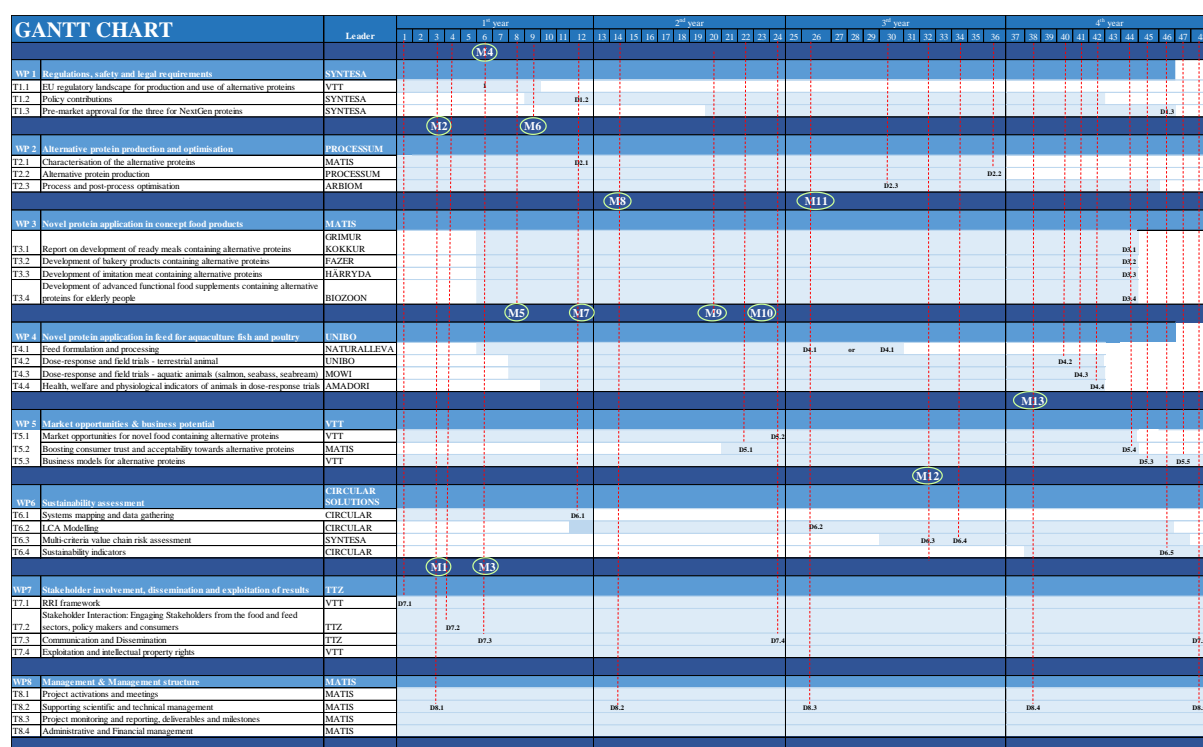 GANTT CHART
Leader
1st year
2nd year
3rd year
4th year
1 2 3 4 5 6 7 8 9 10 11 12 13 14 15 16 17 18 19 20 21 22 23 24 25 26 27 28 29 30 31 32 33 34 35 36 37 38 39 40 41 42 43 44 45 46 47
M4
WP 1 Regulations, safety and legal requirements SYNTESA
T1.1 EU regulatory landscape for production and use of alternative proteins VTT
T1.2 Policy contributions SYNTESA D1.2
T1.3 Pre-market approval for the three for NextGen proteins SYNTESA D1.3
M2 M6
WP 2 Alternative protein production and optimisation PROCESSUM
T2.1 Characterisation of the alternative proteins MATIS D2.1
T2.2 Alternative protein production PROCESSUM D2.2
T2.3 Process and post-process optimisation ARBIOM D2.3
M8 M11
WP 3 Novel protein application in concept food products MATIS
GRIMUR
T3.1 Report on development of ready meals containing alternative proteins KOKKUR D3.1
T3.2 Development of bakery products containing alternative proteins FAZER D3.2
T3.3 Development of imitation meat containing alternative proteins HÁRRYDA D3.3
Development of advanced functional food supplements containing alternative
T3.4 proteins for elderly people BIOZOON D3.4
M5 M7 M9 M10
WP 4 Novel protein application in feed for aquaculture fish and poultry UNIBO
T4.1 Feed formulation and processing NATURALLEVA D4.1 or D4.1
T4.2 Dose-response and field trials - terrestrial animal UNIBO D4.2
T4.3 Dose-response and field trials - aquatic animals (salmon, seabass, seabream) MOWI D4.3
T4.4 Health, welfare and physiological indicators of animals in dose-response trials AMADORI D4.4
M13
WP 5 Market opportunities & business potential VTT
T5.1 Market opportunities for novel food containing alternative proteins VTT D5.2
T5.2 Boosting consumer trust and acceptability towards alternative proteins MATIS D5.1 D5.4
T5.3 Business models for alternative proteins VTT D5.3 D5.5
M12
CIRCULAR
WP6 Sustainability assessment SOLUTIONS
T6.1 Systems mapping and data gathering CIRCULAR D6.1
T6.2 LCA Modelling CIRCULAR D6.2
T6.3 Multi-criteria value chain risk assessment SYNTESA D6.3 D6.4
T6.4 Sustainability indicators CIRCULAR D6.5
M1 M3
WP7 Stakeholder involvement, dissemination and exploitation of results TTZ
T7.1 RRI framework VTT D7.1
Stakeholder Interaction: Engaging Stakeholders from the food and feed
T7.2 sectors, policy makers and consumers TTZ D7.2
T7.3 Communication and Dissemination TTZ D7.3 D7.4
T7.4 Exploitation and intellectual property rights VTT
WP8 Management & Management structure MATIS
T8.1 Project activations and meetings MATIS
T8.2 Supporting scientific and technical management MATIS D8.1 D8.2 D8.3 D8.4
T8.3 Project monitoring and reporting, deliverables and milestones MATIS
T8.4 Administrative and Financial management MATIS